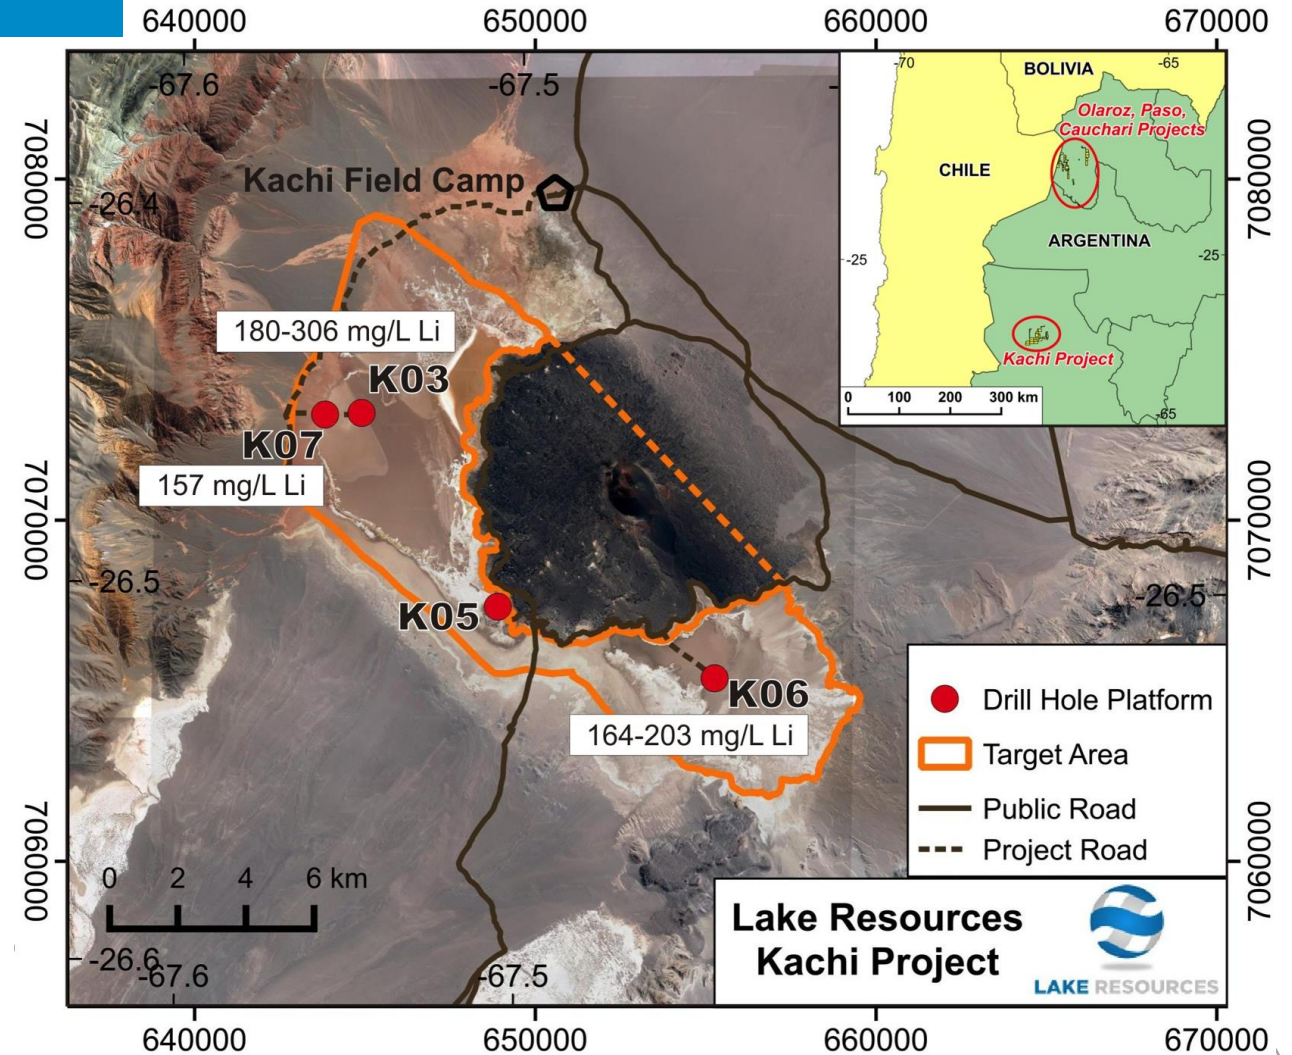 640000
650000
660000
670000
-67.6
-67.5
7080000
7080000
-26.4
Kachi Field Camp
180-306 mg/L Li
K03
K07
157 mg/L Li
7070000
7070000
-26.5
-26.5
K05
K06
164-203 mg/L Li
7060000
7060000
0 2 4 6 km
-26.6
-67.6
-67.5
640000
650000
660000
670000
-70
-65
BOLIVIA
Olaroz, Paso,
Cauchari Projects
CHILE
ARGENTINA
-25
-25
Kachi Project
0 100 200 300 km
-65
Drill Hole Platform
Target Area
Public Road
Project Road
Lake Resources
Kachi Project
LAKE RESOURCES